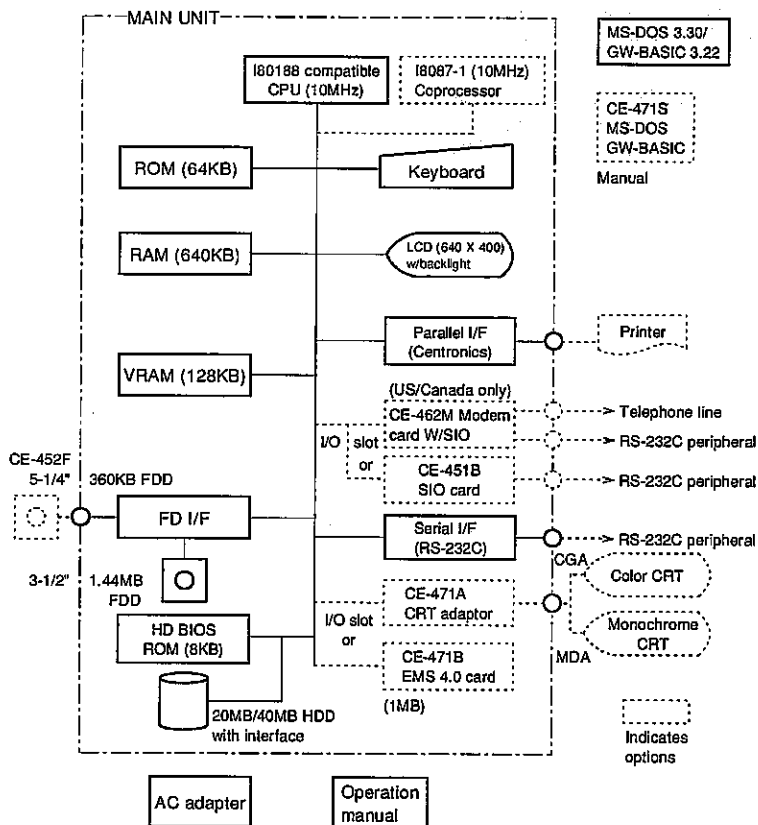 MAIN UNIT
MS-DOS 3.30/
GW-BASIC 3.22
I80188 compatible
CPU (10MHz)
I8087-1 (10MHz)
Coprocessor
CE-471S
MS-DOS
GW-BASIC
Manual
ROM (64KB)
Keyboard
RAM (640KB)
LCD (640 X 400)
w/backlight
Parallel I/F
(Centronics)
Printer
VRAM (128KB)
(US/Canada only)
CE-462M Modem
card W/SIO
Telephone line
RS-232C peripheral
I/O slot
or
CE-451B
SIO card
RS-232C peripheral
CE-452F
5-1/4"
360KB FDD
FD I/F
Serial I/F
(RS-232C)
RS-232C peripheral
CGA
Color CRT
3-1/2"
1.44MB
FDD
CE-471A
CRT adaptor
I/O slot
or
Monochrome
CRT
MDA
HD BIOS
ROM (8KB)
CE-471B
EMS 4.0 card
(1MB)
20MB/40MB HDD
with interface
Indicates
options
AC adapter
Operation
manual